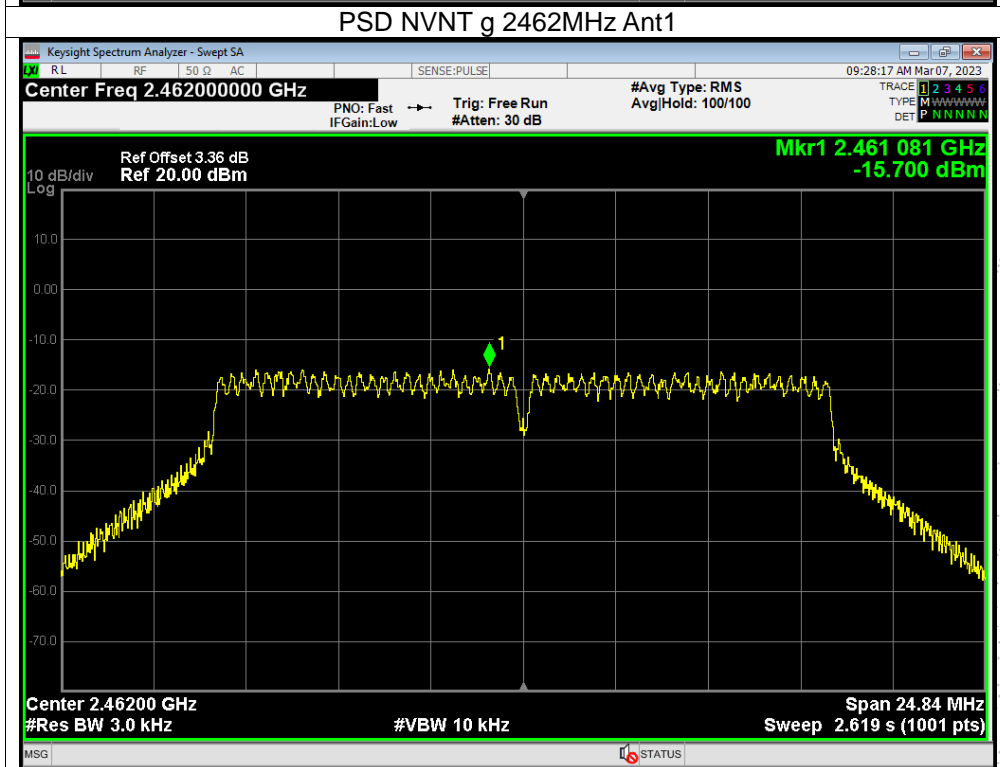 PSD NVNT g 2462MHz Ant1
Keysight Spectrum Analyzer - Swept SA
LXI RL RF 50 Ω AC SENSE:PULSE 09:28:17 AM Mar 07, 2023
Center Freq 2.462000000 GHz #Avg Type: RMS TRACE 1 2 3 4 5 6
PNO: Fast Trig: Free Run Avg|Hold: 100/100 TYPE M WWWWW
IFGain:Low #Atten: 30 dB DET P N N N N N
Mkr1 2.461 081 GHz
Ref Offset 3.36 dB
10 dB/div Ref 20.00 dBm -15.700 dBm
Log
10.0
0.00
1
-10.0
-20.0
-30.0
-40.0
-50.0
-60.0
-70.0
Center 2.46200 GHz Span 24.84 MHz
#Res BW 3.0 kHz #VBW 10 kHz Sweep 2.619 s (1001 pts)
MSG STATUS